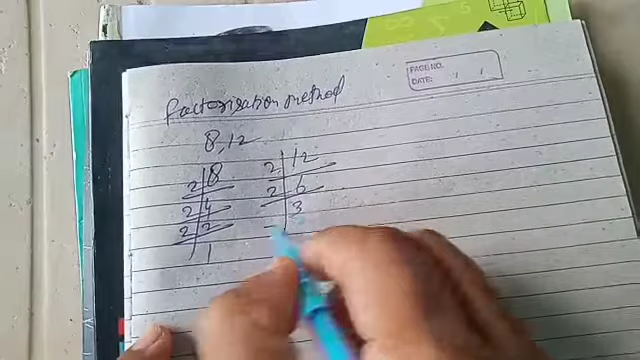 PAGE NO.
DATE: / /
factorisation method
8, 12
2 8 2 12
2 4 2 6
2 2 3
1